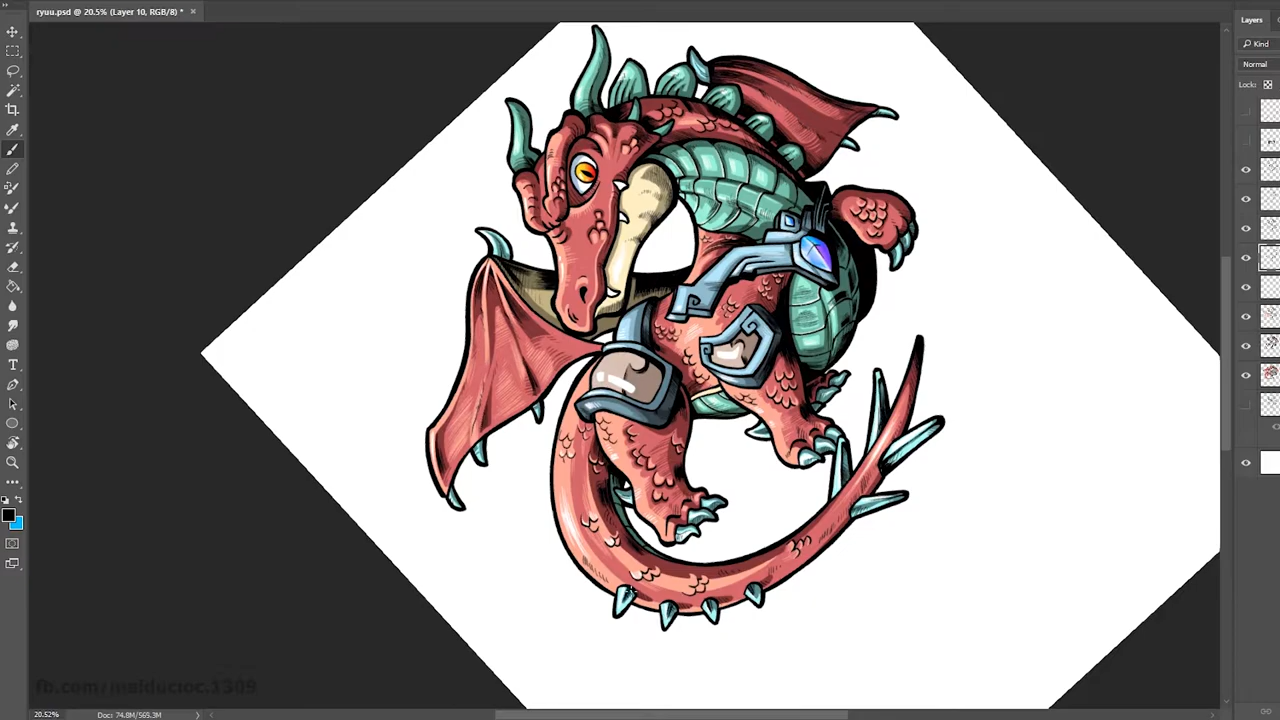 ryuu.psd @ 20.5% (Layer 10, RGB/8) *
Layers
Kind
Normal
Lock:
fb.com/maiducloc.1309
20.52%
Doc: 74.8M/565.3M